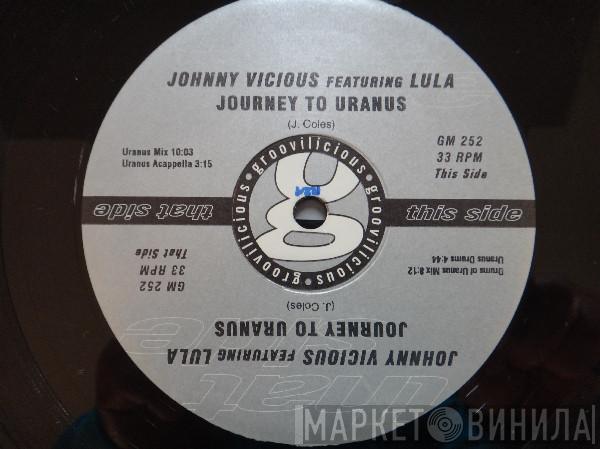 JOHNNY VICIOUS FEATURING LULA
JOURNEY TO URANUS
(J. Coles)
Uranus Mix 10:03
Uranus Acappella 3:15
GM 252
33 RPM
This Side
groovilicious • groovilicious • groovilicious •
g
that side
this side
That Side
33 RPM
GM 252
Drums of Uranus Mix 8:12
Uranus Drums 4:44
JOHNNY VICIOUS FEATURING LULA
JOURNEY TO URANUS
(J. Coles)
that
МАРКЕТ ВИНИЛА